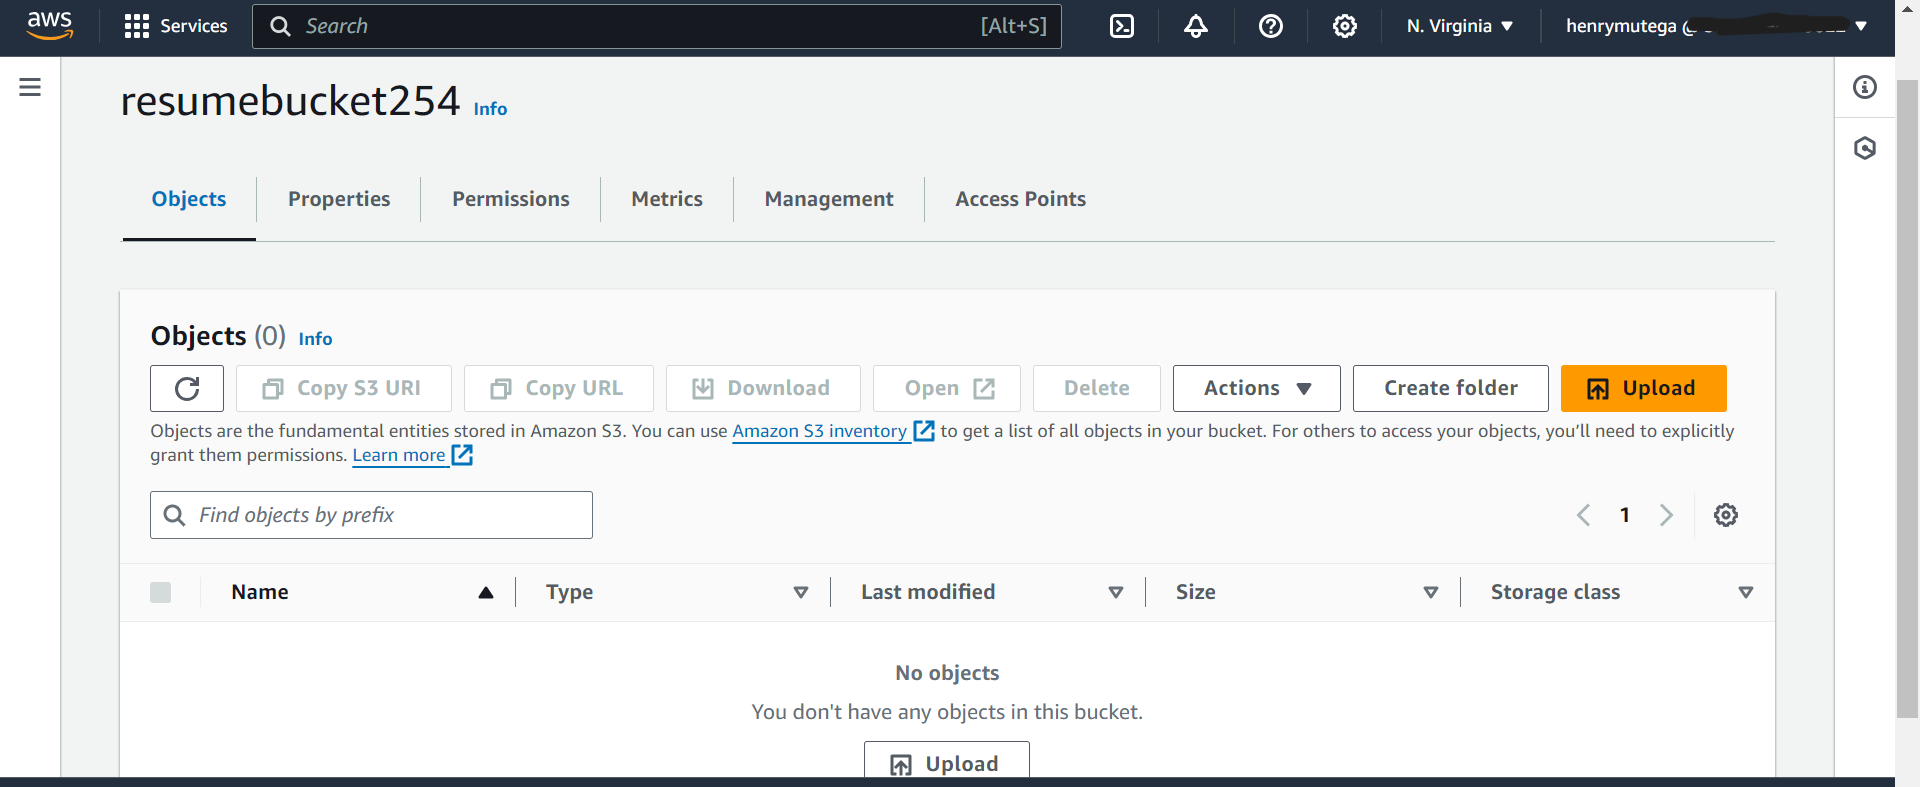 aws Services Search [Alt+S] N. Virginia henrymutega @
resumebucket254 Info
Objects Properties Permissions Metrics Management Access Points
Objects (0) Info
Copy S3 URI Copy URL Download Open Delete Actions Create folder Upload
Objects are the fundamental entities stored in Amazon S3. You can use Amazon S3 inventory to get a list of all objects in your bucket. For others to access your objects, you’ll need to explicitly
grant them permissions. Learn more
Find objects by prefix 1
Name Type Last modified Size Storage class
No objects
You don't have any objects in this bucket.
Upload